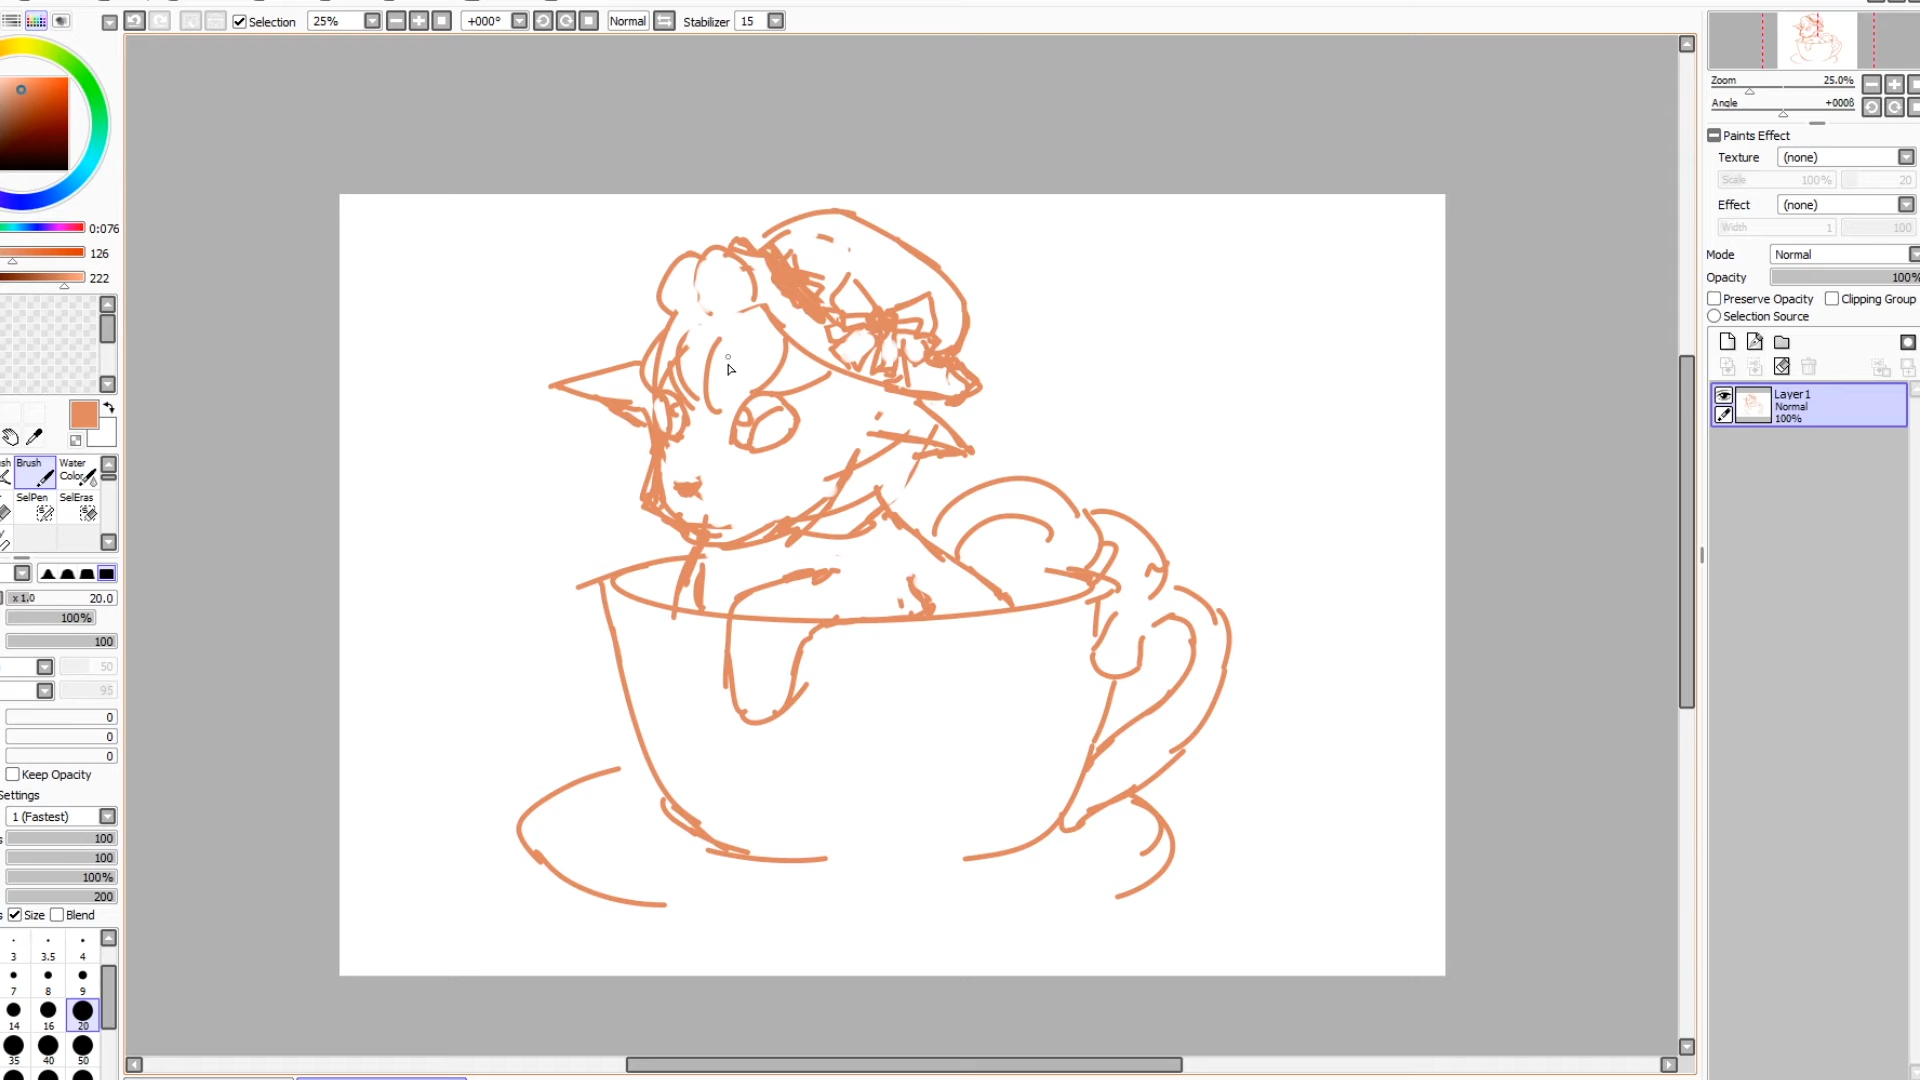 Selection 25% +000° Normal Stabilizer 15
Zoom 25.0%
Angle +0008
0:076
126
222
Paints Effect
Texture (none)
Scale 100% 20
Effect (none)
Width 1 100
Mode Normal
Opacity 100%
Preserve Opacity Clipping Group
Selection Source
Layer1
Normal
100%
Brush Water
Color
SelPen SelEras
x 1.0 20.0
100%
100
50
95
0
0
0
Keep Opacity
Settings
1 (Fastest)
100
100
100%
200
Size Blend
3 3.5 4
7 8 9
14 16 20
35 40 50